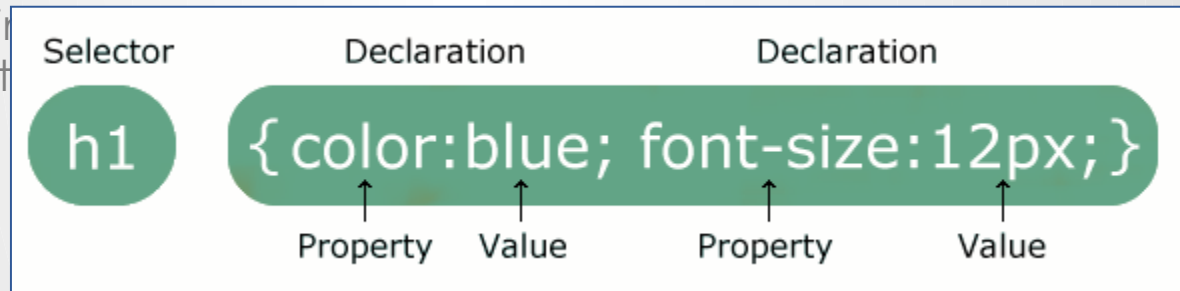 Selector Declaration Declaration
h1 {color:blue; font-size:12px;}
Property Value Property Value